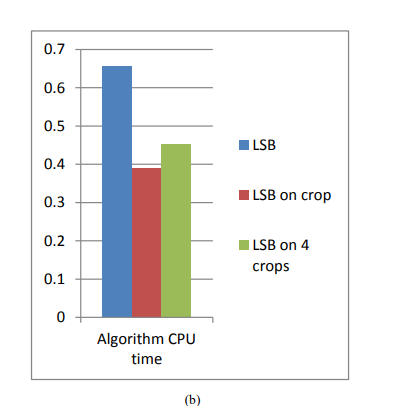 0.7
0.6
0.5
0.4
0.3
0.2
0.1
0
Algorithm CPU
time
LSB
LSB on crop
LSB on 4
crops
(b)